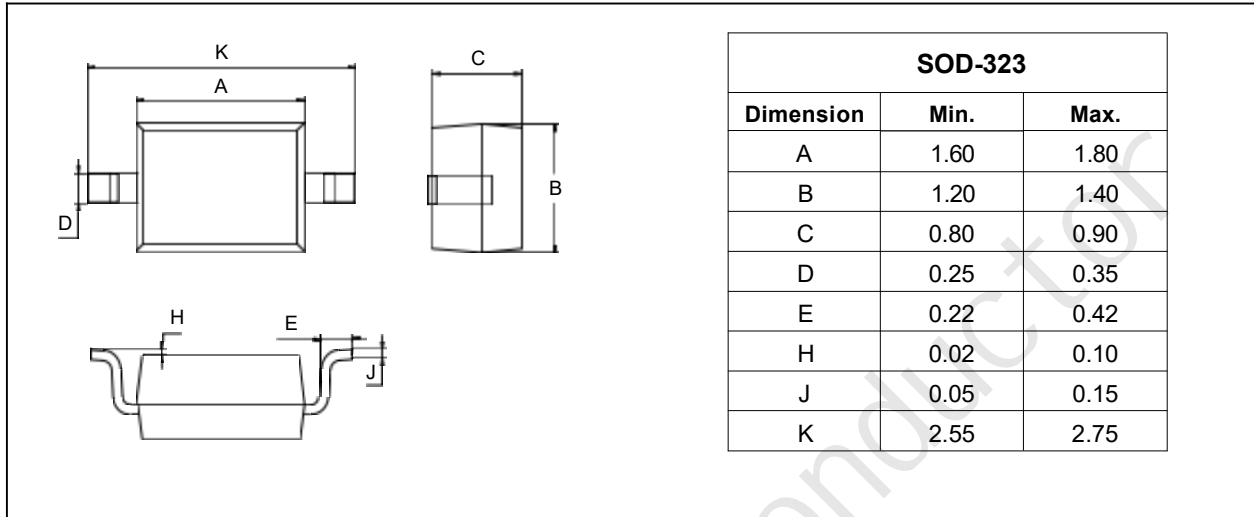 K
A
C
D
B
H
E
J
SOD-323
Dimension Min. Max.
A 1.60 1.80
B 1.20 1.40
C 0.80 0.90
D 0.25 0.35
E 0.22 0.42
H 0.02 0.10
J 0.05 0.15
K 2.55 2.75
onductor